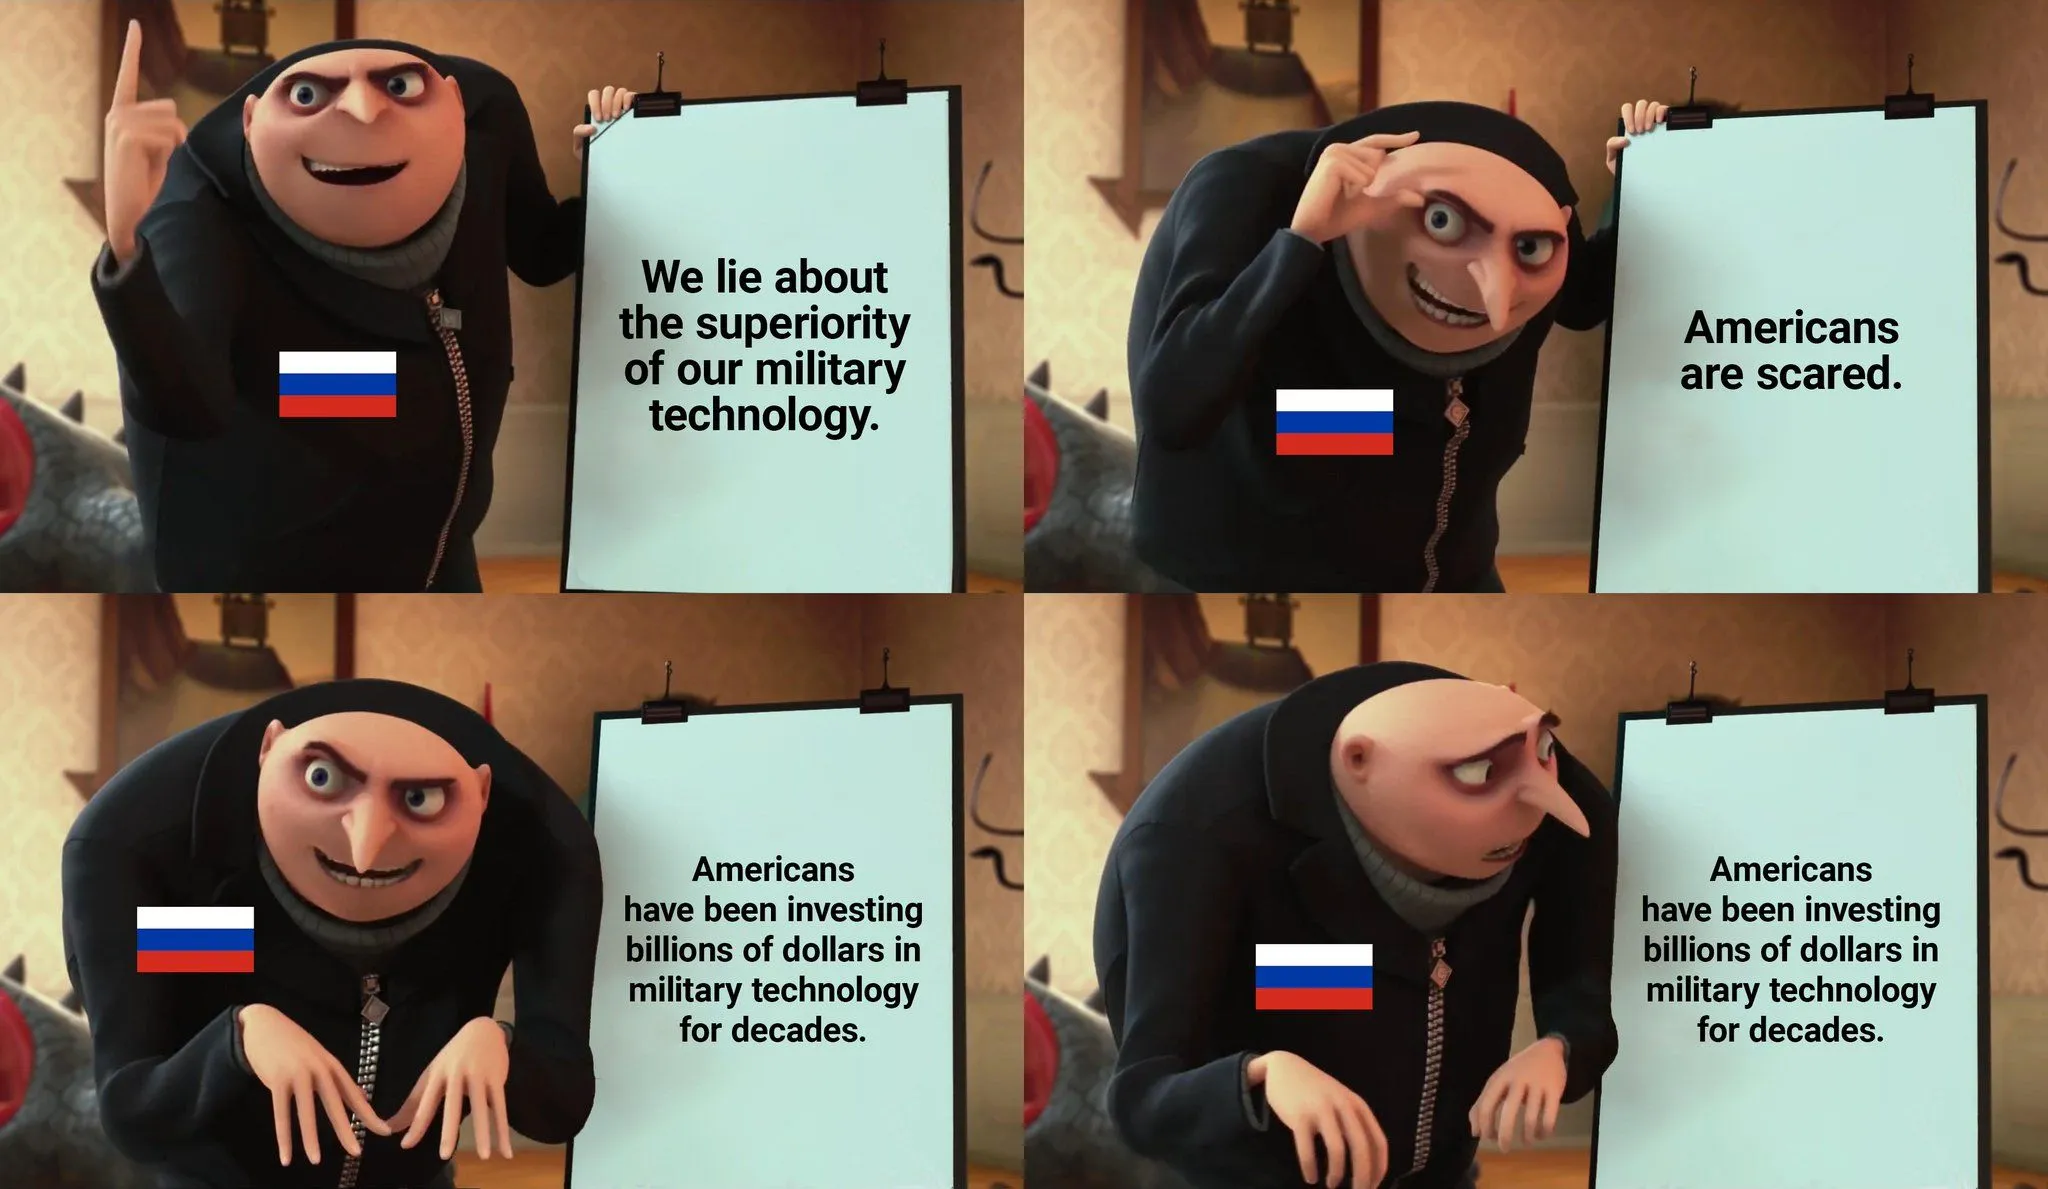 We lie about
the superiority
of our military
technology.
Americans
are scared.
Americans
have been investing
billions of dollars in
military technology
for decades.
Americans
have been investing
billions of dollars in
military technology
for decades.